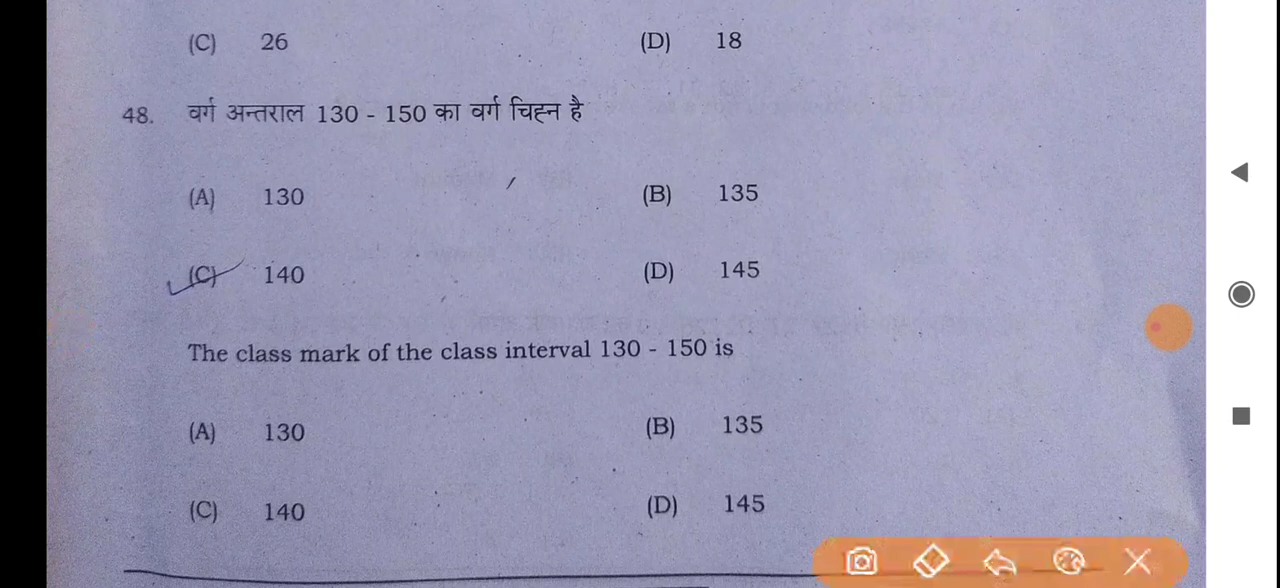 (C) 26 (D) 18
48. वर्ग अन्तराल 130 - 150 का वर्ग चिह्न है
(A) 130 (B) 135
(C) 140 (D) 145
The class mark of the class interval 130 - 150 is
(A) 130 (B) 135
(C) 140 (D) 145